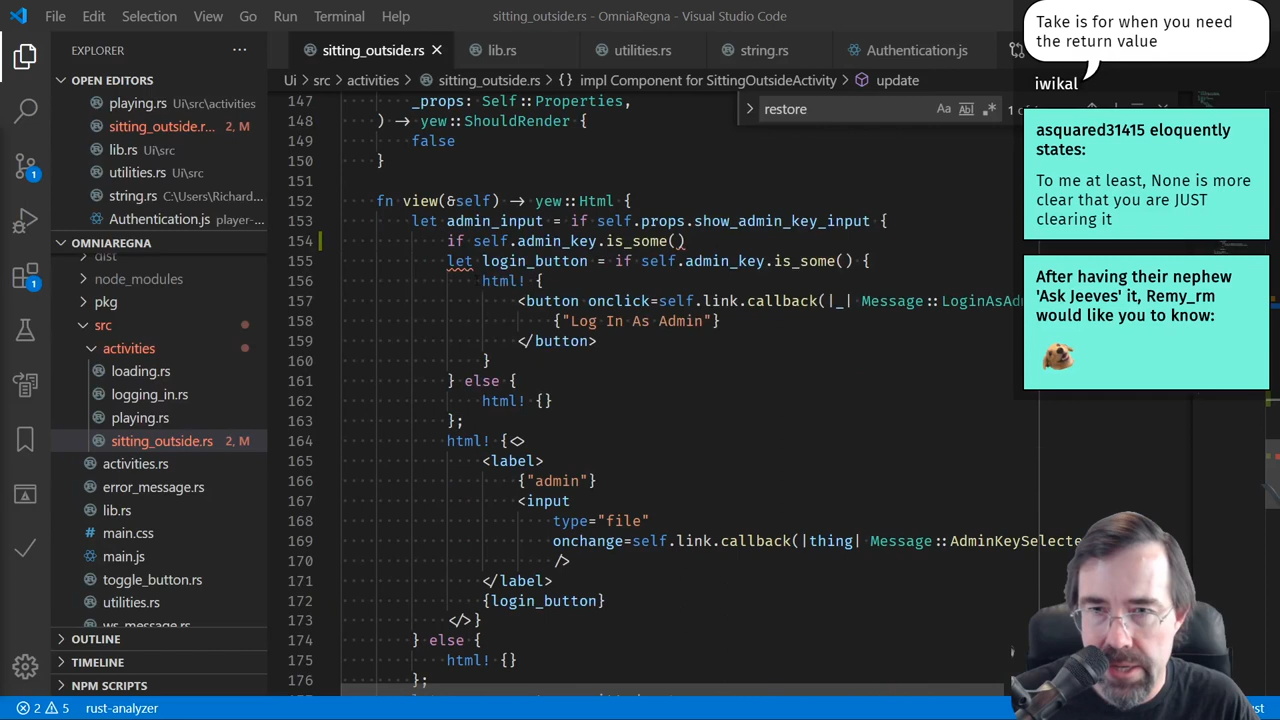 File Edit Selection View Go Run Terminal Help sitting_outside.rs - OmniaRegna - Visual Studio Code
EXPLORER ···
OPEN EDITORS
playing.rs Ui\src\activities
sitting_outside.r... 2, M
lib.rs Ui\src
utilities.rs Ui\src
string.rs C:\Users\Richard...
Authentication.js player-...
OMNIAREGNA
dist
node_modules
pkg
src
activities
loading.rs
logging_in.rs
playing.rs
sitting_outside.rs 2, M
activities.rs
error_message.rs
lib.rs
main.css
main.js
toggle_button.rs
utilities.rs
ws_message.rs
OUTLINE
TIMELINE
NPM SCRIPTS
1
1
sitting_outside.rs lib.rs utilities.rs string.rs Authentication.js
Ui > src > activities > sitting_outside.rs > {} impl Component for SittingOutsideActivity > update
restore Aa Abl .* 1 o
147 _props: Self::Properties,
148 ) → yew::ShouldRender {
149 false
150 }
151
152 fn view(&self) → yew::Html {
153 let admin_input = if self.props.show_admin_key_input {
154 if self.admin_key.is_some()
155 let login_button = if self.admin_key.is_some() {
156 html! {
157 <button onclick=self.link.callback(|_| Message::LoginAsAd
158 {"Log In As Admin"}
159 </button>
160 }
161 } else {
162 html! {}
163 };
164 html! {<>
165 <label>
166 {"admin"}
167 <input
168 type="file"
169 onchange=self.link.callback(|thing| Message::AdminKeySelecte
170 />
171 </label>
172 {login_button}
173 </>}
174 } else {
175 html! {}
176 };
2 5 rust-analyzer
Take is for when you need
the return value
iwikal
asquared31415 eloquently
states:
To me at least, None is more
clear that you are JUST
clearing it
After having their nephew
'Ask Jeeves' it, Remy_rm
would like you to know: